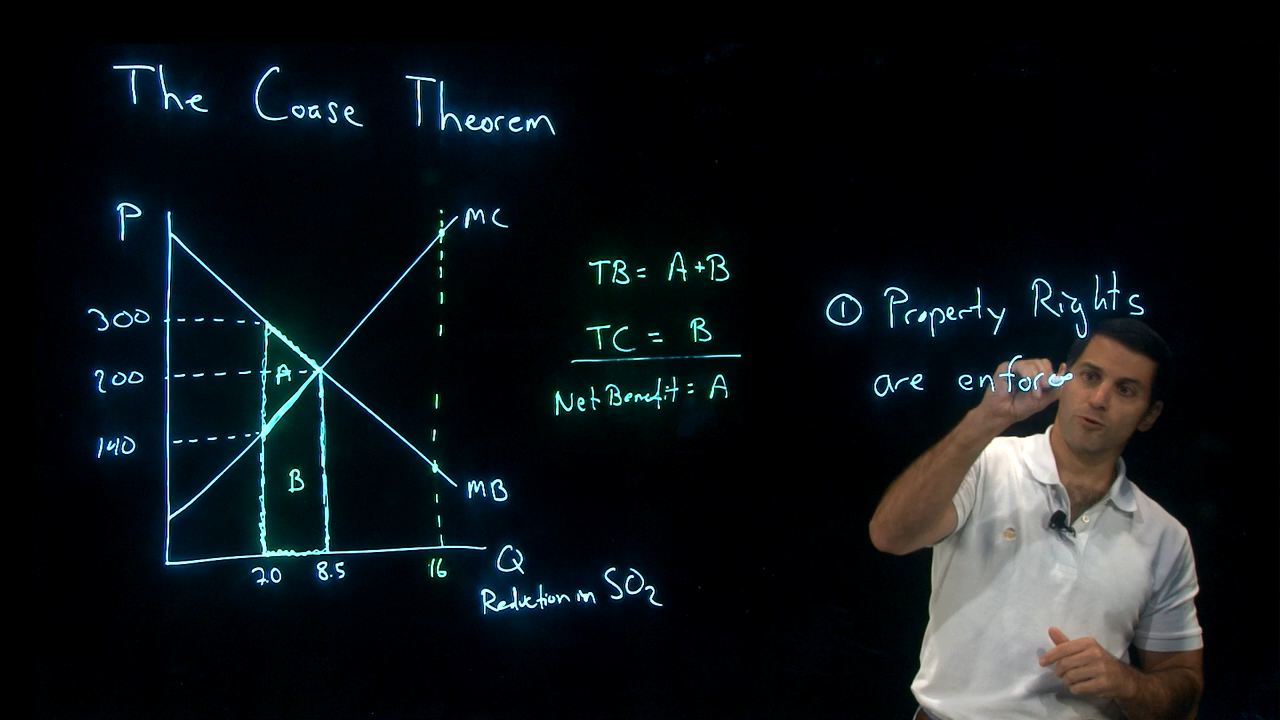 The Coase Theorem
P
MC
300
200
140
A
B
MB
7.0
8.5
16
Q
Reduction in SO2
TB = A+B
TC = B
Net Benefit = A
① Property Rights
are enforc